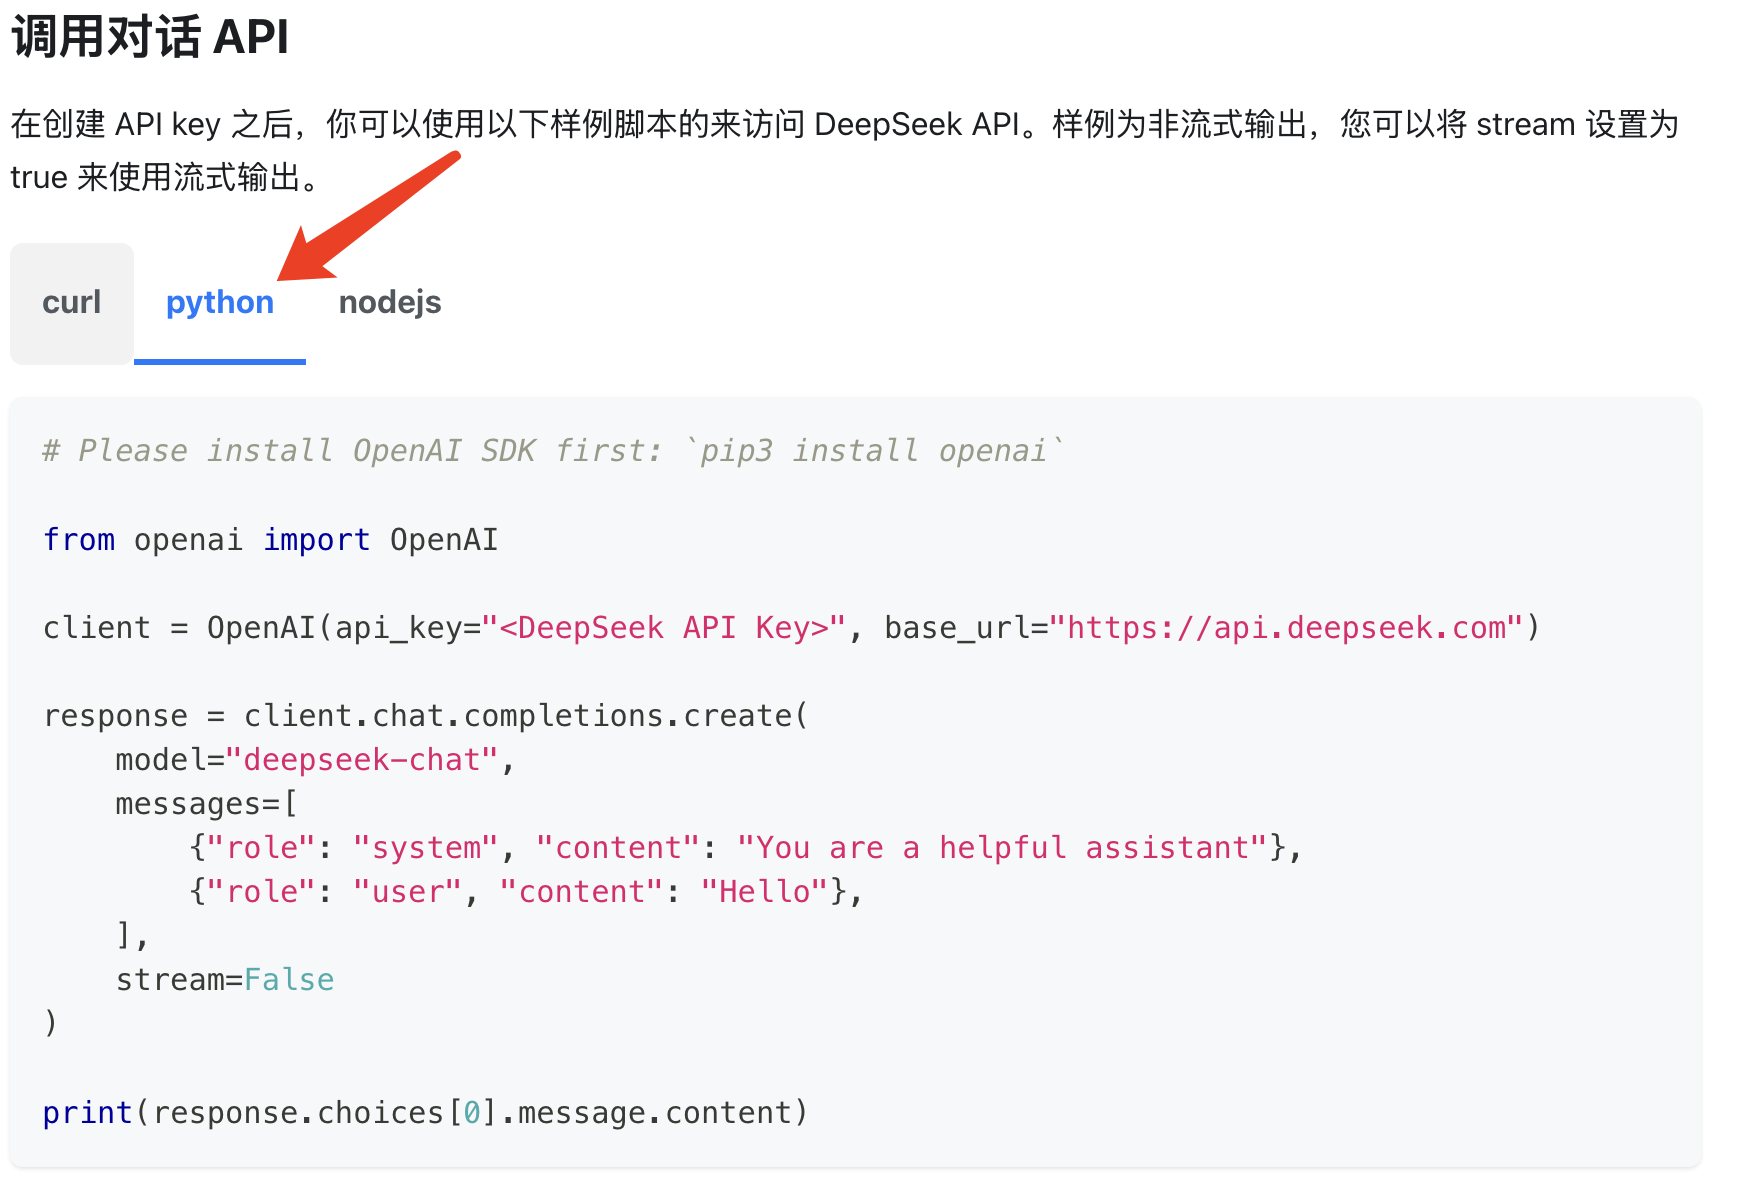 调用对话 API
在创建 API key 之后，你可以使用以下样例脚本的来访问 DeepSeek API。样例为非流式输出，您可以将 stream 设置为
true 来使用流式输出。
curl python nodejs
# Please install OpenAI SDK first: `pip3 install openai`
from openai import OpenAI
client = OpenAI(api_key="<DeepSeek API Key>", base_url="https://api.deepseek.com")
response = client.chat.completions.create(
    model="deepseek-chat",
    messages=[
        {"role": "system", "content": "You are a helpful assistant"},
        {"role": "user", "content": "Hello"},
    ],
    stream=False
)
print(response.choices[0].message.content)